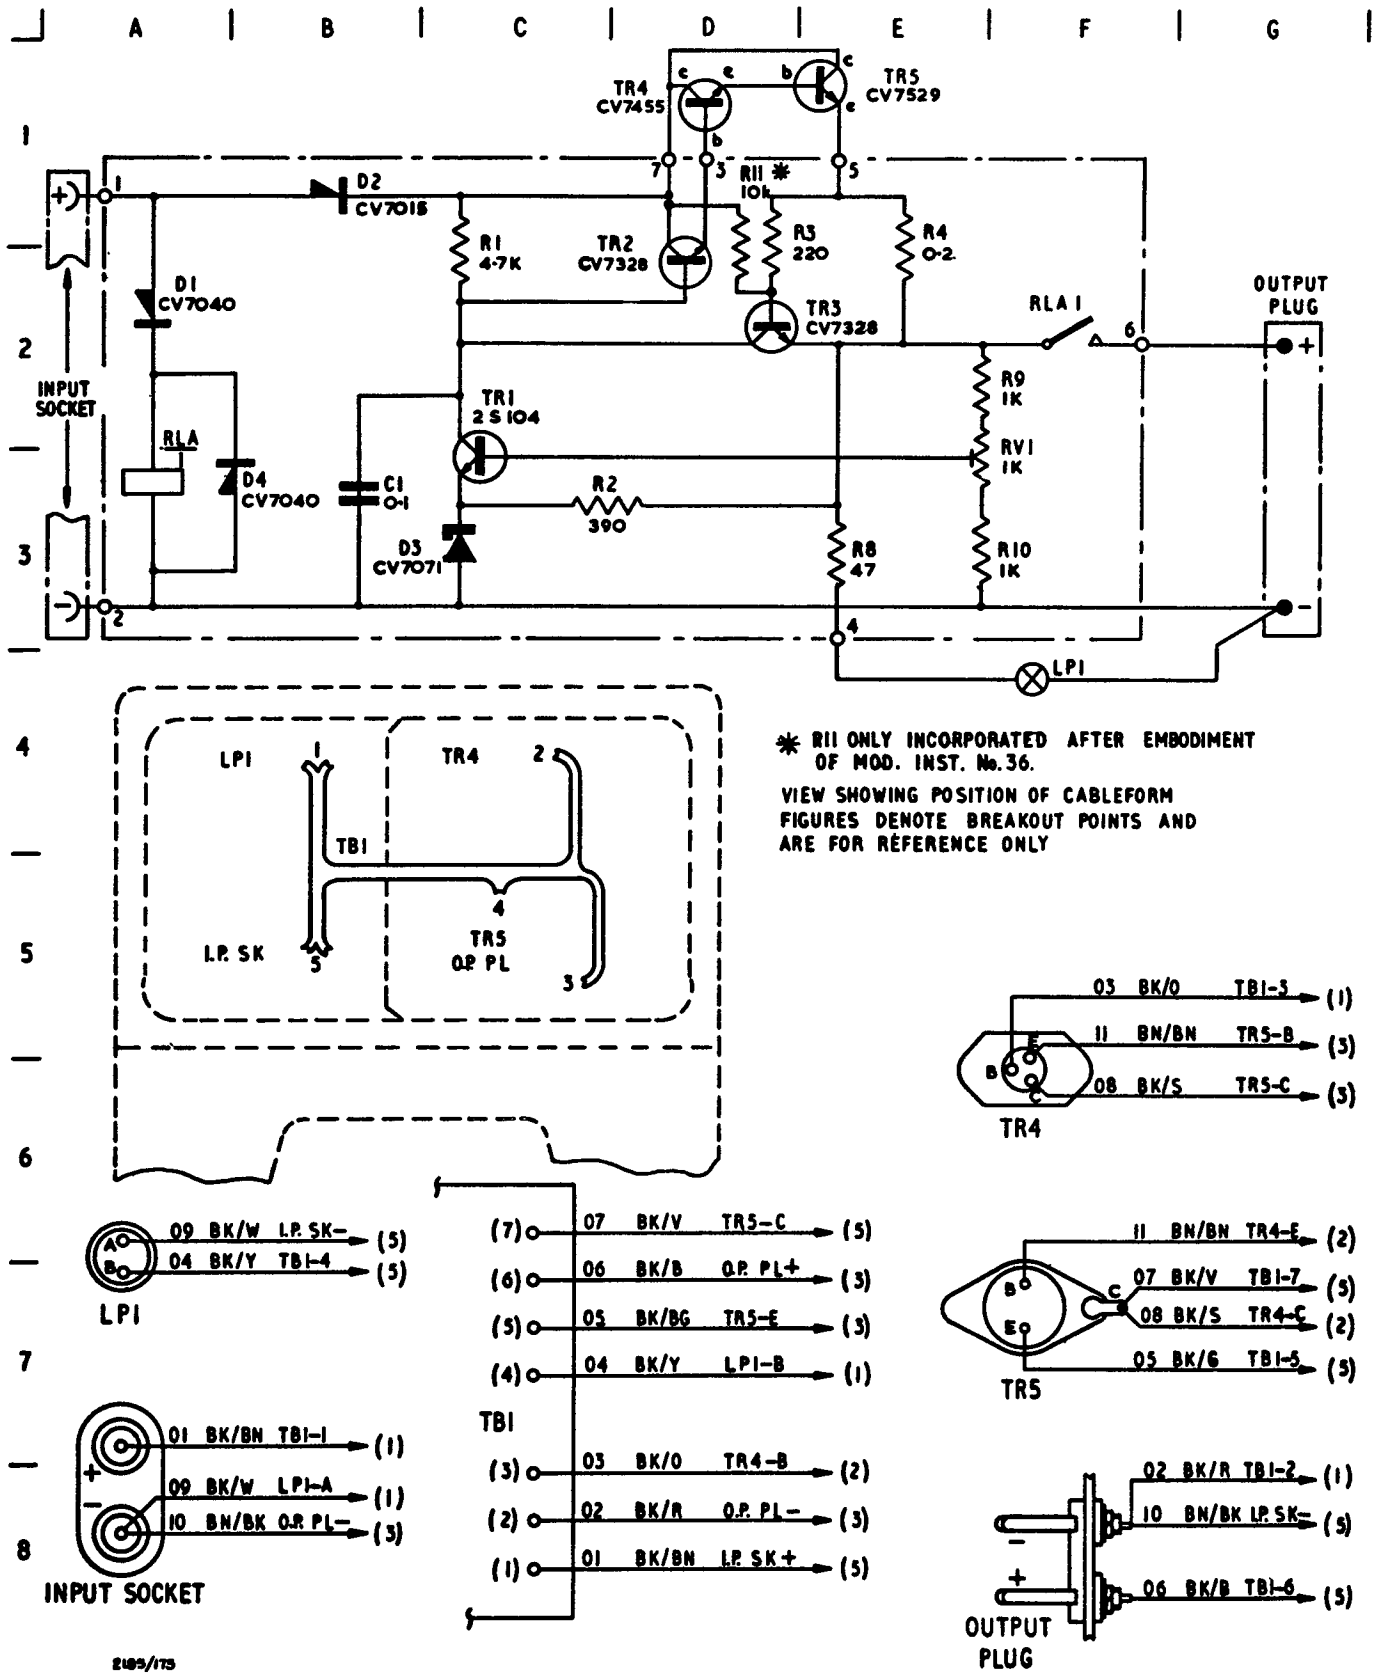 A B C D E F G
1
2
3
4
5
6
7
8
TR4
CV7455
c e b
b c e
TR5
CV7529
7 3 5
R11 *
10k
+
1
D2
CV7015
R1
4·7K
TR2
CV7328
R3
220
R4
0·2
D1
CV7040
TR3
CV7328
RLA 1
6
OUTPUT
PLUG
+
INPUT
SOCKET
TR1
2 S 104
R9
1K
RLA
RV1
1K
D4
CV7040
C1
0·1
R2
390
D3
CV7071
R8
47
R10
1K
-
2
-
4
LP1
LP1
1
TR4
2
TB1
4
I.P. SK
5
TR5
O.P. PL
3
* R11 ONLY INCORPORATED AFTER EMBODIMENT
OF MOD. INST. No. 36.
VIEW SHOWING POSITION OF CABLEFORM
FIGURES DENOTE BREAKOUT POINTS AND
ARE FOR REFERENCE ONLY
03 BK/O TB1-3 (1)
11 BN/BN TR5-B (3)
08 BK/S TR5-C (3)
E
B
C
TR4
A
B
09 BK/W I.P. SK- (5)
04 BK/Y TB1-4 (5)
LP1
(7) 07 BK/V TR5-C (5)
(6) 06 BK/B O.P. PL+ (3)
(5) 05 BK/BG TR5-E (3)
(4) 04 BK/Y LP1-B (1)
TB1
(3) 03 BK/O TR4-B (2)
(2) 02 BK/R O.P. PL- (3)
(1) 01 BK/BN I.P. SK+ (5)
11 BN/BN TR4-E (2)
07 BK/V TB1-7 (5)
08 BK/S TR4-C (2)
05 BK/G TB1-5 (5)
B
E
C
TR5
01 BK/BN TB1-1 (1)
+
-
09 BK/W LP1-A (1)
10 BN/BK O.P. PL- (3)
INPUT SOCKET
02 BK/R TB1-2 (1)
10 BN/BK I.P. SK- (5)
-
+
06 BK/B TB1-6 (5)
OUTPUT
PLUG
2185/173